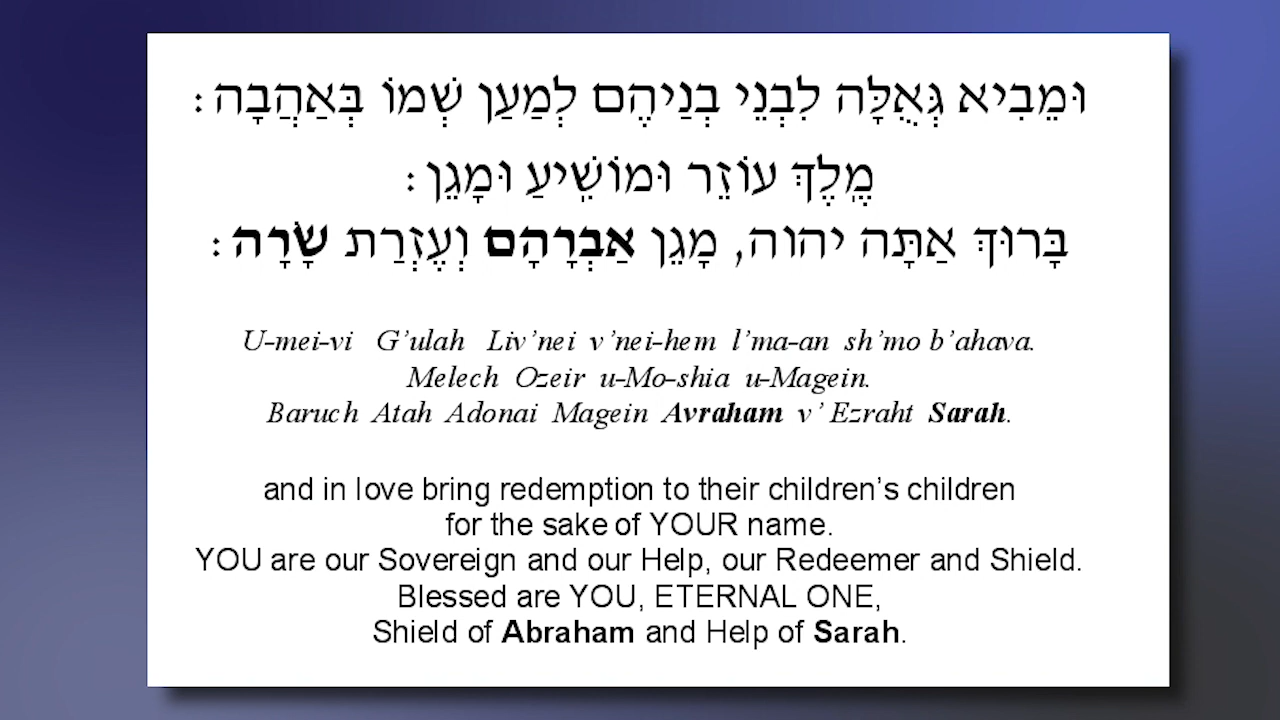 וּמֵבִיא גְּאֻלָּה לִבְנֵי בְנֵיהֶם לְמַעַן שְׁמוֹ בְּאַהֲבָה׃
מֶֽלֶךְ עוֹזֵר וּמוֹשִֽׁיעַ וּמָגֵן׃
בָּרוּךְ אַתָּה יהוה, מָגֵן אַבְרָהָם וְעֶזְרַת שָׂרָה׃
U-mei-vi G’ulah Liv’nei v’nei-hem l’ma-an sh’mo b’ahava.
Melech Ozeir u-Mo-shia u-Magein.
Baruch Atah Adonai Magein Avraham v’ Ezraht Sarah.
and in love bring redemption to their children’s children
for the sake of YOUR name.
YOU are our Sovereign and our Help, our Redeemer and Shield.
Blessed are YOU, ETERNAL ONE,
Shield of Abraham and Help of Sarah.